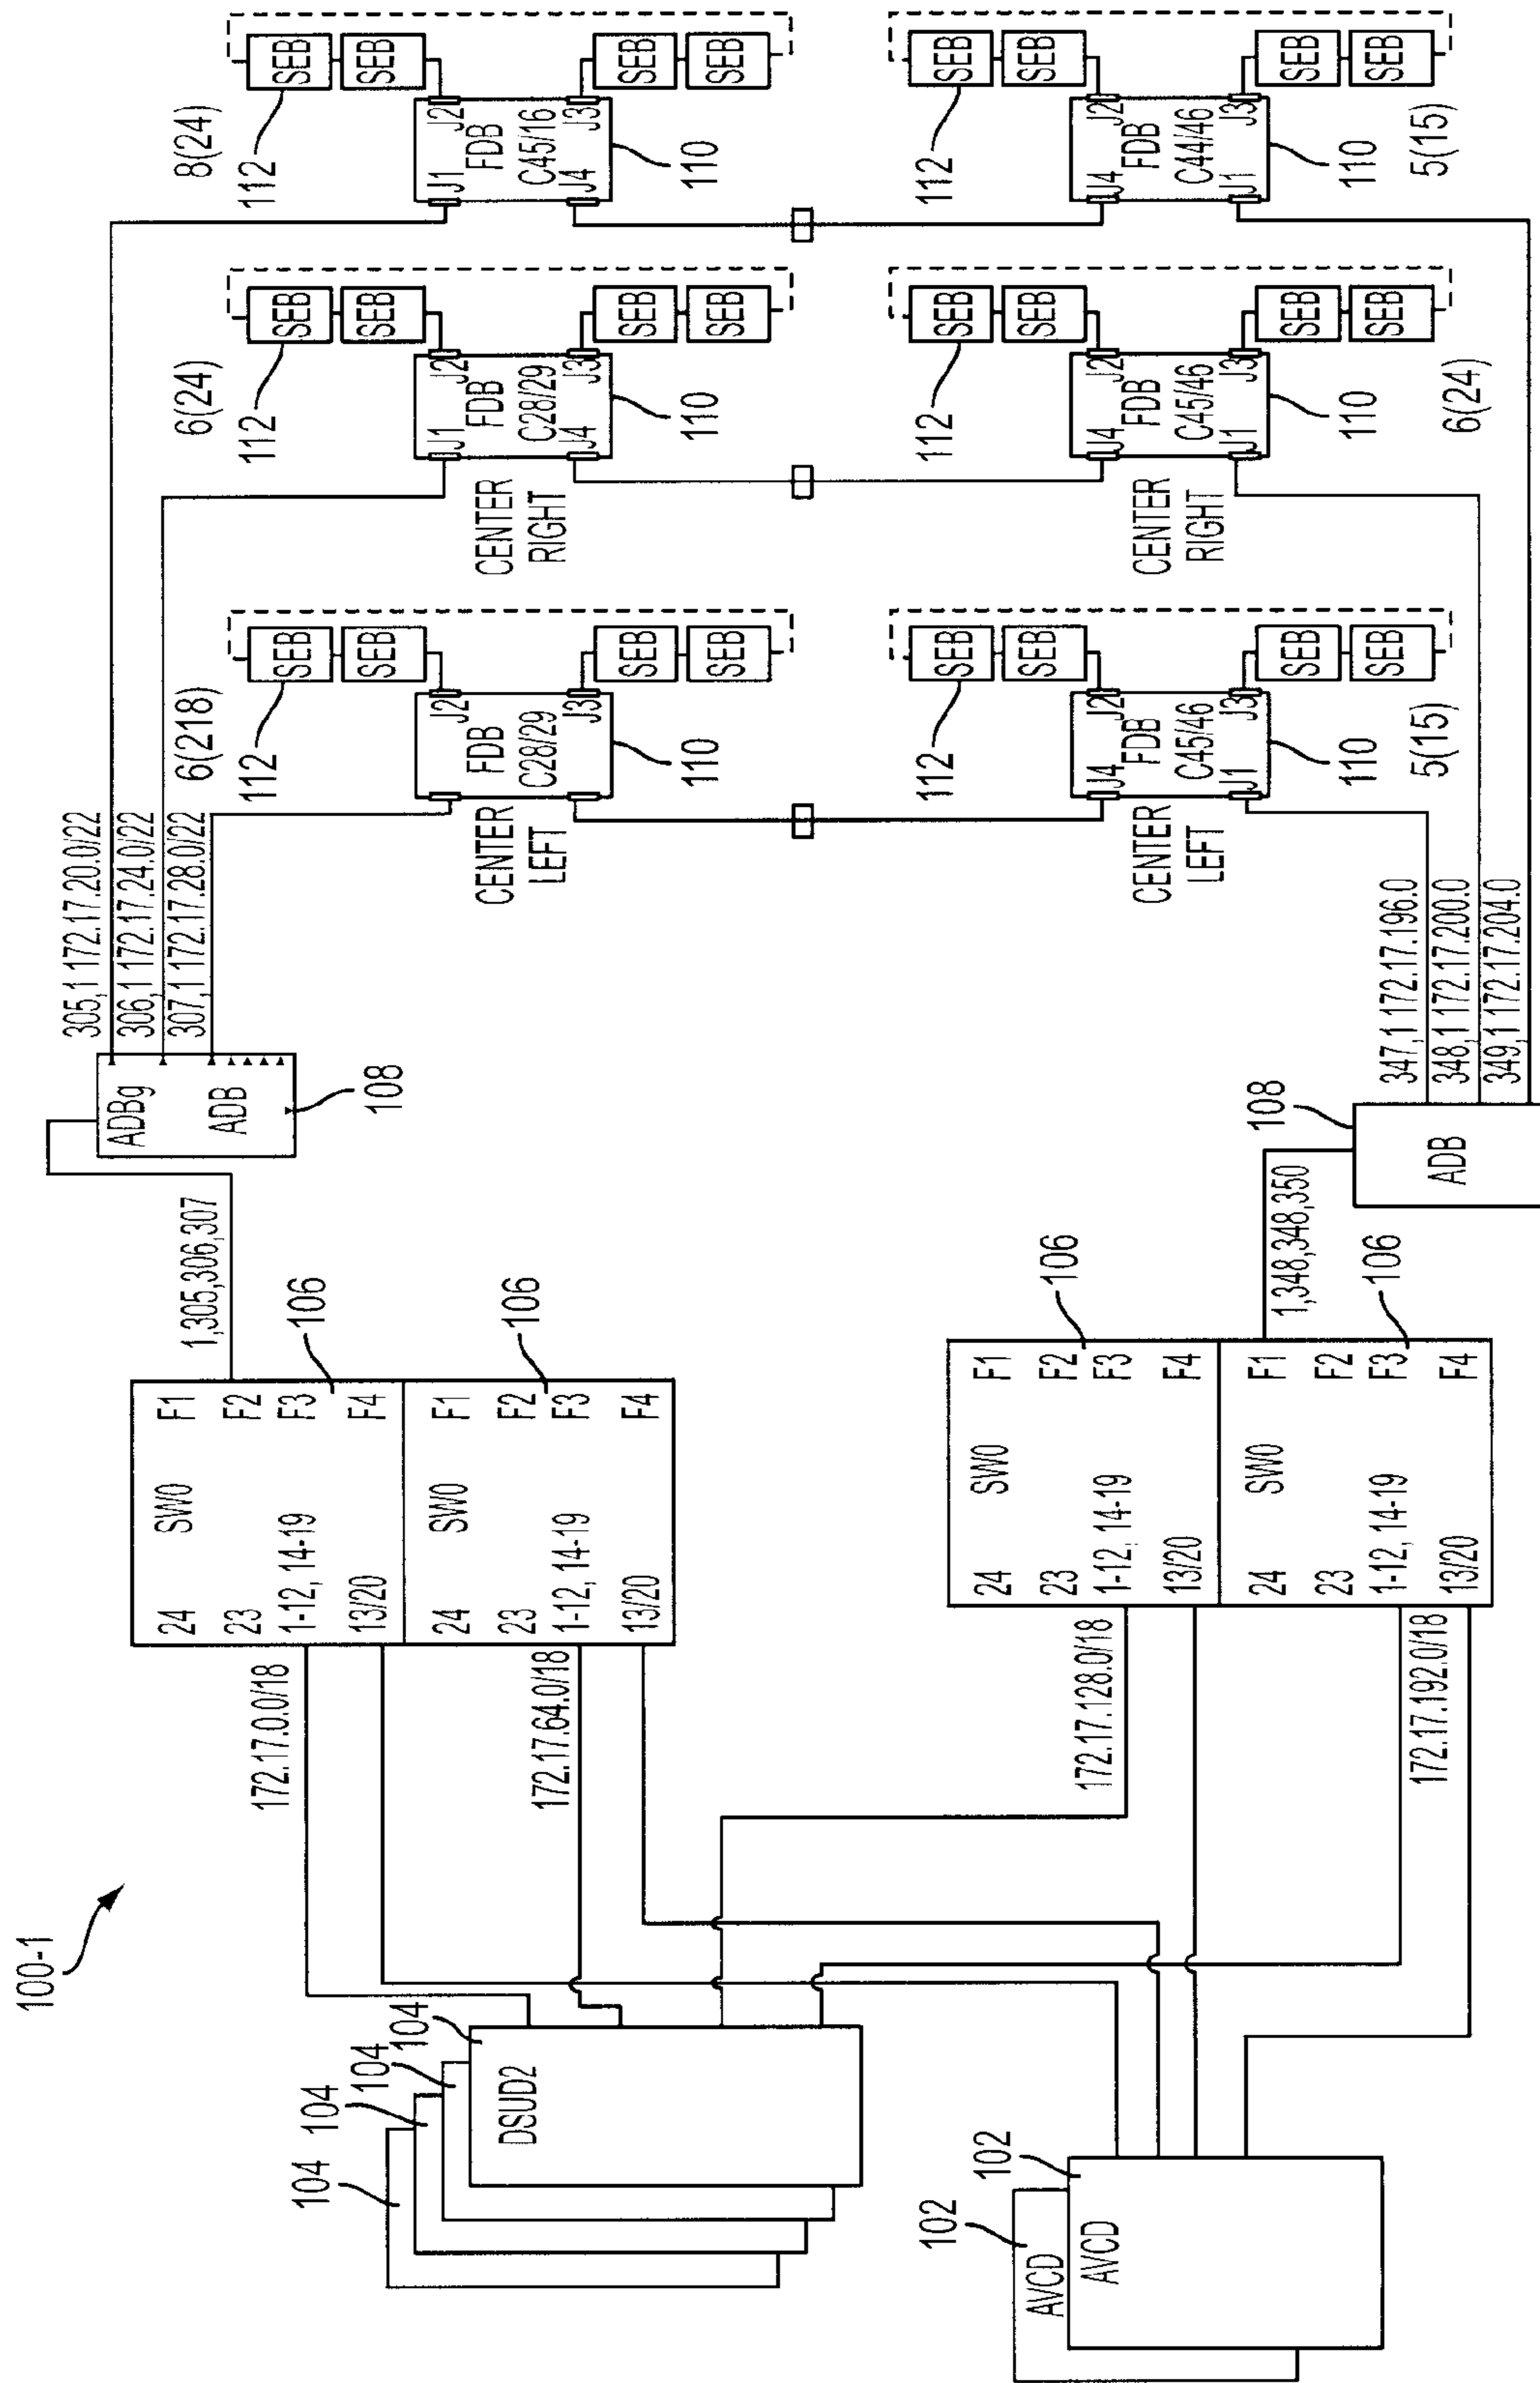 100-1
104
104
104
104
DSUD2
102
102
AVCD
AVCD
172.17.0.0/18
172.17.64.0/18
172.17.128.0/18
172.17.192.0/18
24 SW0 F1
23 F2
1-12, 14-19 F3
13/20 F4
106
24 SW0 F1
23 F2
1-12, 14-19 F3
13/20 F4
106
24 SW0 F1
23 F2
1-12, 14-19 F3
13/20 F4
106
24 SW0 F1
23 F2
1-12, 14-19 F3
13/20 F4
106
1,305,306,307
1,348,348,350
ADBg
ADB
108
108
ADB
305,1 172.17.20.0/22
306,1 172.17.24.0/22
307,1 172.17.28.0/22
347,1 172.17.196.0
348,1 172.17.200.0
349,1 172.17.204.0
6(218)
112
SEB
SEB
J2
FDB
C28/29
J3
SEB
SEB
110
CENTER
LEFT
112
SEB
SEB
J4 J2
FDB
C45/46
J1 J3
SEB
SEB
110
5(15)
CENTER
LEFT
6(24)
112
SEB
SEB
J1 J2
FDB
C28/29
J4 J3
SEB
SEB
110
CENTER
RIGHT
112
SEB
SEB
J4 J2
FDB
C45/46
J1 J3
SEB
SEB
110
6(24)
CENTER
RIGHT
8(24)
112
SEB
SEB
J1 J2
FDB
C45/16
J4 J3
SEB
SEB
110
112
SEB
SEB
J4 J2
FDB
C44/46
J1 J3
SEB
SEB
110
5(15)